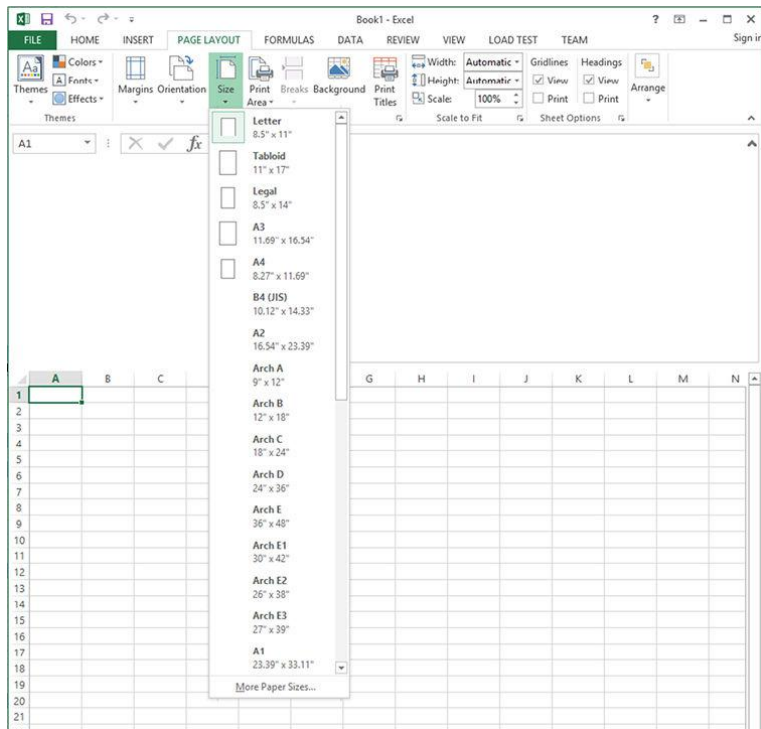 Book1 - Excel
?
FILE HOME INSERT PAGE LAYOUT FORMULAS DATA REVIEW VIEW LOAD TEST TEAM Sign in
Themes
Colors
Fonts
Effects
Themes
Margins
Orientation
Size
Print
Area
Breaks
Background
Print
Titles
Width: Automatic
Height: Automatic
Scale: 100%
Scale to Fit
Gridlines Headings
View View
Print Print
Sheet Options
Arrange
A1
fx
Letter
8.5" x 11"
Tabloid
11" x 17"
Legal
8.5" x 14"
A3
11.69" x 16.54"
A4
8.27" x 11.69"
B4 (JIS)
10.12" x 14.33"
A2
16.54" x 23.39"
Arch A
9" x 12"
Arch B
12" x 18"
Arch C
18" x 24"
Arch D
24" x 36"
Arch E
36" x 48"
Arch E1
30" x 42"
Arch E2
26" x 38"
Arch E3
27" x 39"
A1
23.39" x 33.11"
More Paper Sizes...
A B C G H I J K L M N
1
2
3
4
5
6
7
8
9
10
11
12
13
14
15
16
17
18
19
20
21